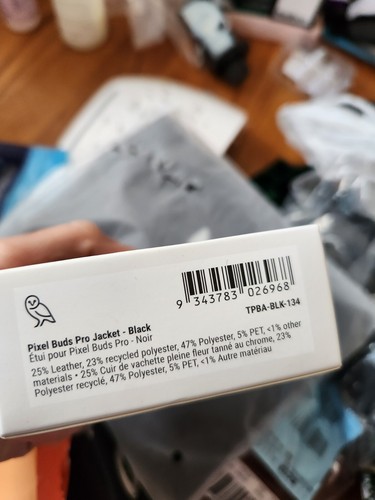 9 343783 026968
TPBA-BLK-134
Pixel Buds Pro Jacket - Black
Étui pour Pixel Buds Pro - Noir
25% Leather, 23% recycled polyester, 47% Polyester, 5% PET, <1% other
materials • 25% Cuir de vachette pleine fleur tanné au chrome, 23%
Polyester recyclé, 47% Polyester, 5% PET, <1% Autre matériau